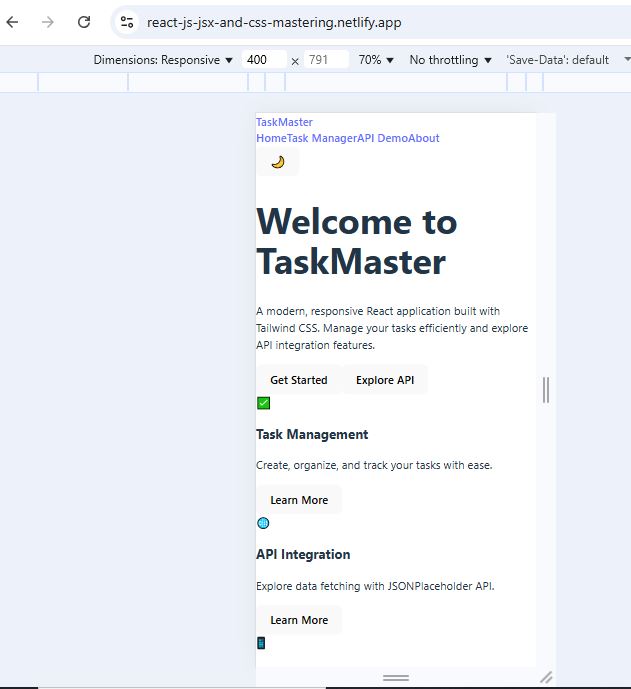 react-js-jsx-and-css-mastering.netlify.app
Dimensions: Responsive ▼ 400 × 791 70% ▼ No throttling ▼ 'Save-Data': default ▼
TaskMaster
HomeTask ManagerAPI DemoAbout
Welcome to
TaskMaster
A modern, responsive React application built with
Tailwind CSS. Manage your tasks efficiently and explore
API integration features.
Get Started Explore API
Task Management
Create, organize, and track your tasks with ease.
Learn More
API Integration
Explore data fetching with JSONPlaceholder API.
Learn More